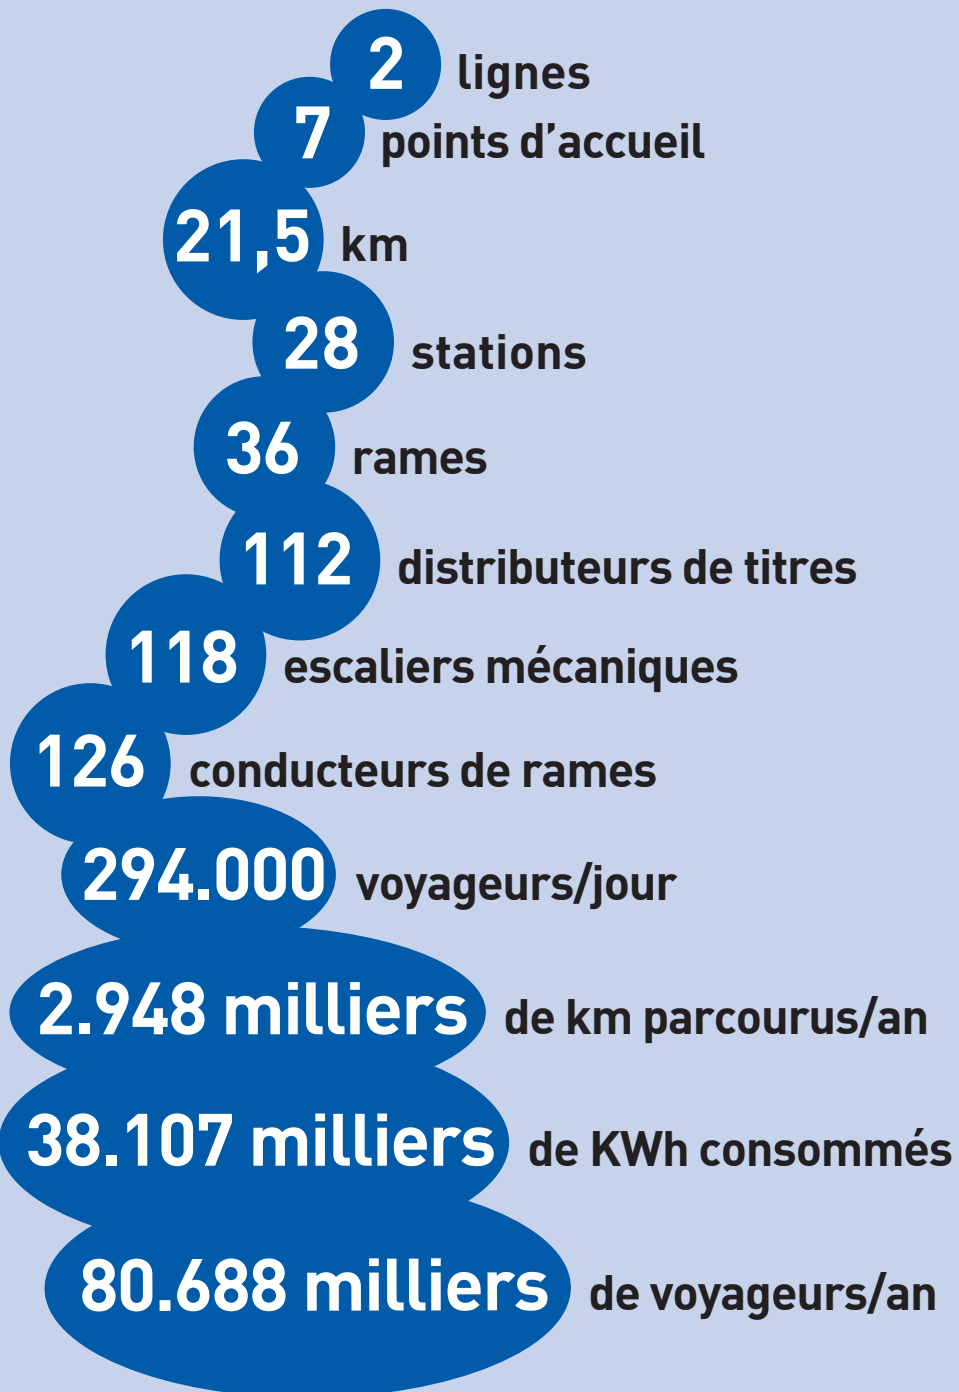 2 lignes
7 points d’accueil
21,5 km
28 stations
36 rames
112 distributeurs de titres
118 escaliers mécaniques
126 conducteurs de rames
294.000 voyageurs/jour
2.948 milliers de km parcourus/an
38.107 milliers de KWh consommés
80.688 milliers de voyageurs/an